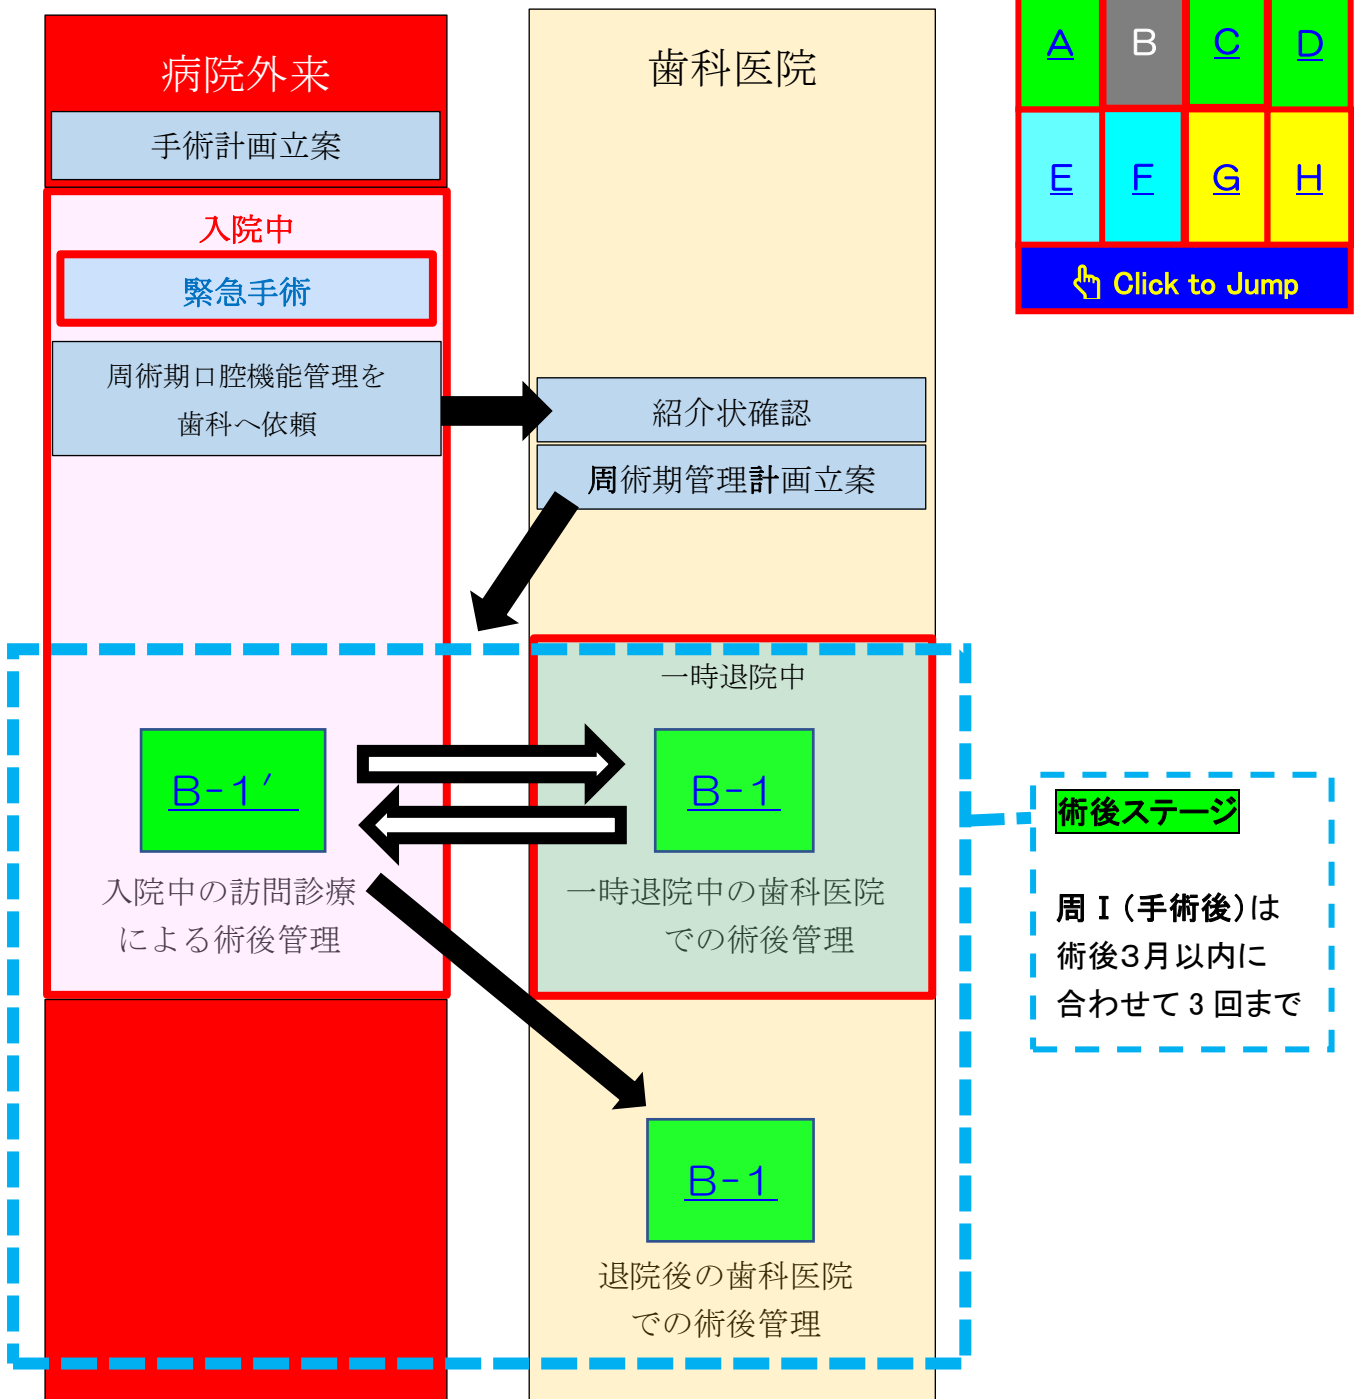 病院外来
手術計画立案
入院中
緊急手術
周術期口腔機能管理を
歯科へ依頼
歯科医院
紹介状確認
周術期管理計画立案
一時退院中
B-1′
B-1
入院中の訪問診療
による術後管理
一時退院中の歯科医院
での術後管理
B-1
退院後の歯科医院
での術後管理
A B C D
E F G H
Click to Jump
術後ステージ
周Ⅰ(手術後)は
術後3月以内に
合わせて3回まで